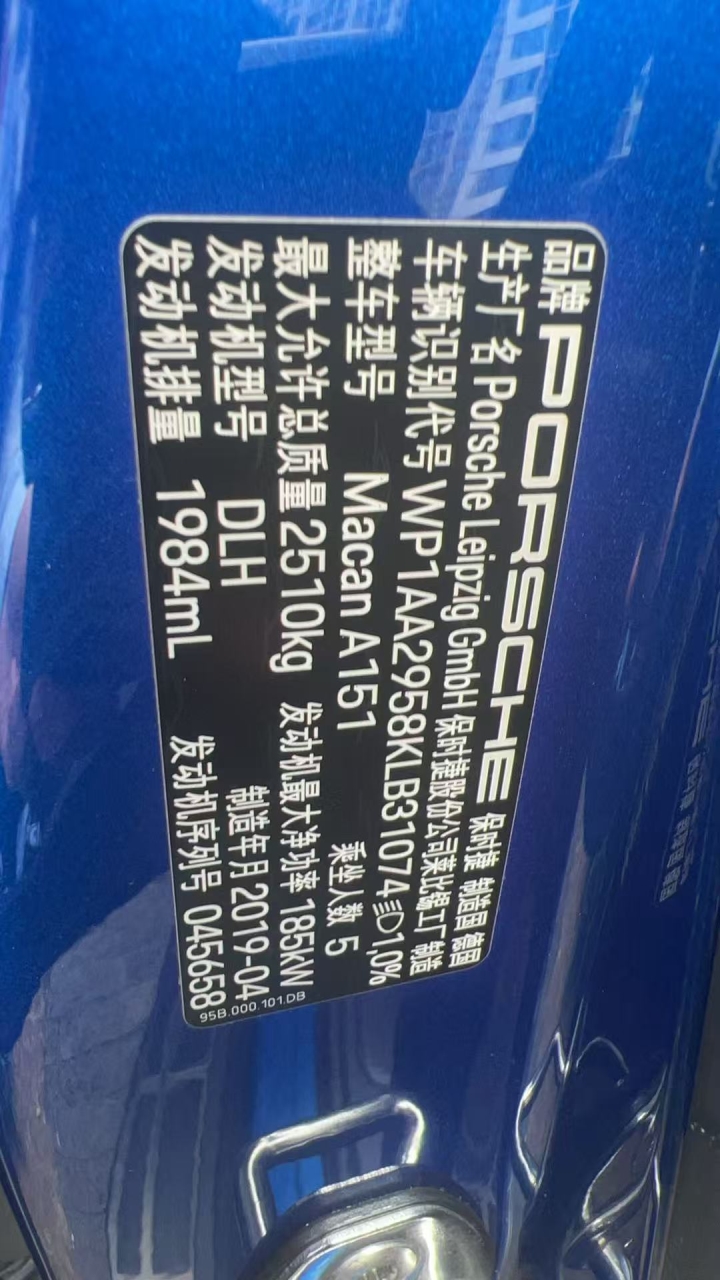 品牌 PORSCHE 保时捷 制造国 德国
生产厂名 Porsche Leipzig GmbH 保时捷股份公司莱比锡工厂 制造
车辆识别代号 WP1AA2958KLB31074 1,0%
整车型号 Macan A151 乘坐人数 5
最大允许总质量 2510kg 发动机最大净功率 185kW
发动机型号 DLH 制造年月 2019-04
发动机排量 1984mL 发动机序列号 045658
95B.000.101.DB